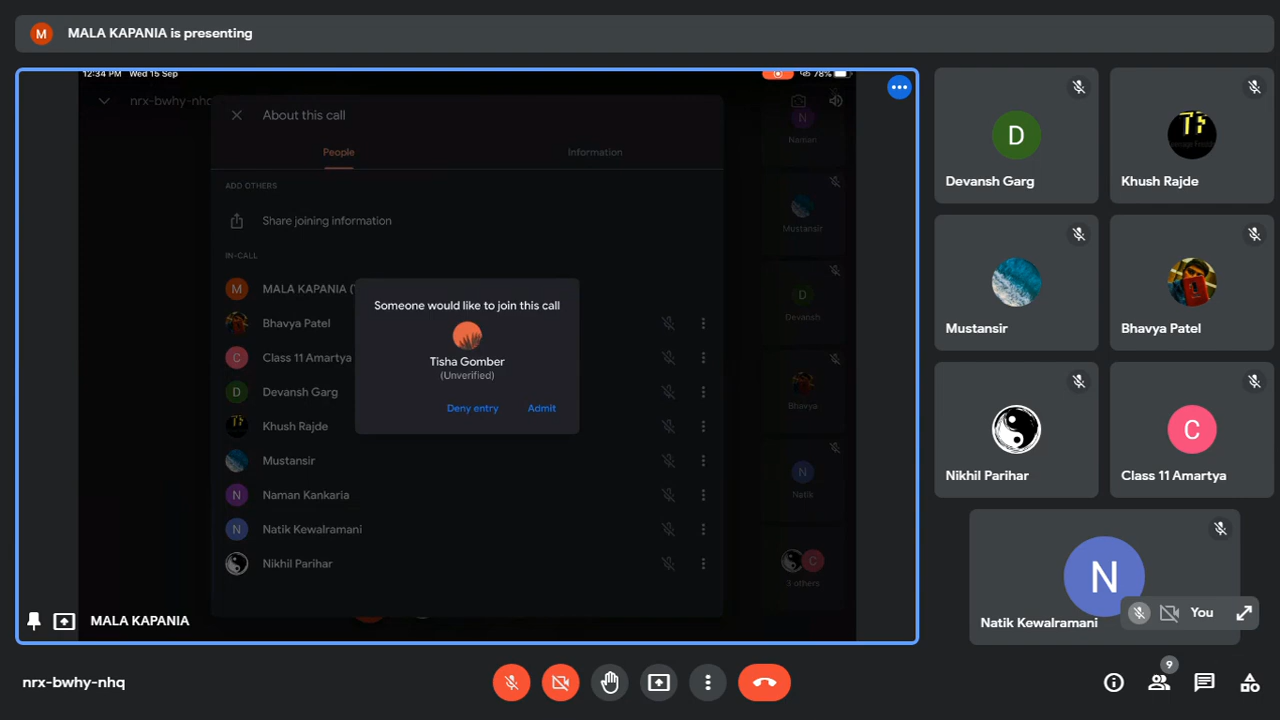 M MALA KAPANIA is presenting
12:34 PM Wed 15 Sep
78%
nrx-bwhy-nhq
About this call
People Information
ADD OTHERS
Share joining information
IN-CALL
M MALA KAPANIA (
Bhavya Patel
C Class 11 Amartya
D Devansh Garg
Khush Rajde
Mustansir
N Naman Kankaria
N Natik Kewalramani
Nikhil Parihar
Someone would like to join this call
Tisha Gomber
(Unverified)
Deny entry Admit
N
Naman
Mustansir
D
Devansh
Bhavya
N
Natik
C
3 others
MALA KAPANIA
D
Devansh Garg
Khush Rajde
Mustansir
Bhavya Patel
Nikhil Parihar
C
Class 11 Amartya
N
Natik Kewalramani
You
nrx-bwhy-nhq
9